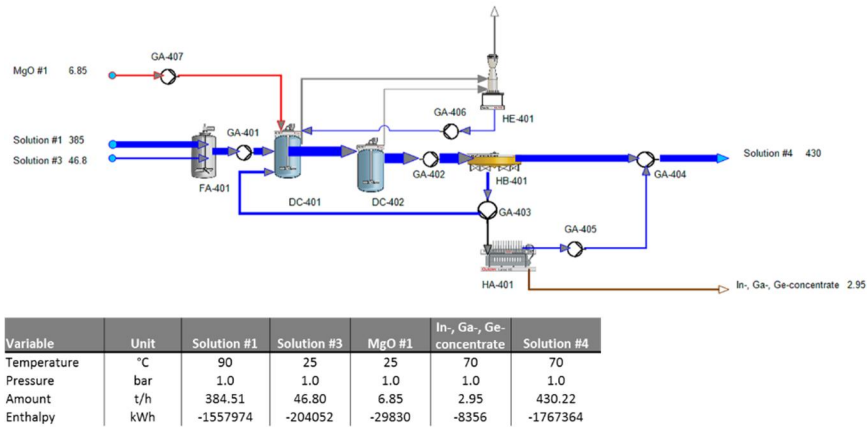 GA-407
MgO #1 6.85
GA-406
HE-401
Solution #1 385
GA-401
Solution #3 46.8
Solution #4 430
FA-401
DC-401
DC-402
GA-402
HB-401
GA-404
GA-403
GA-405
HA-401
In-, Ga-, Ge-concentrate 2.95
Variable Unit Solution #1 Solution #3 MgO #1 In-, Ga-, Ge-concentrate Solution #4
Temperature °C 90 25 25 70 70
Pressure bar 1.0 1.0 1.0 1.0 1.0
Amount t/h 384.51 46.80 6.85 2.95 430.22
Enthalpy kWh -1557974 -204052 -29830 -8356 -1767364